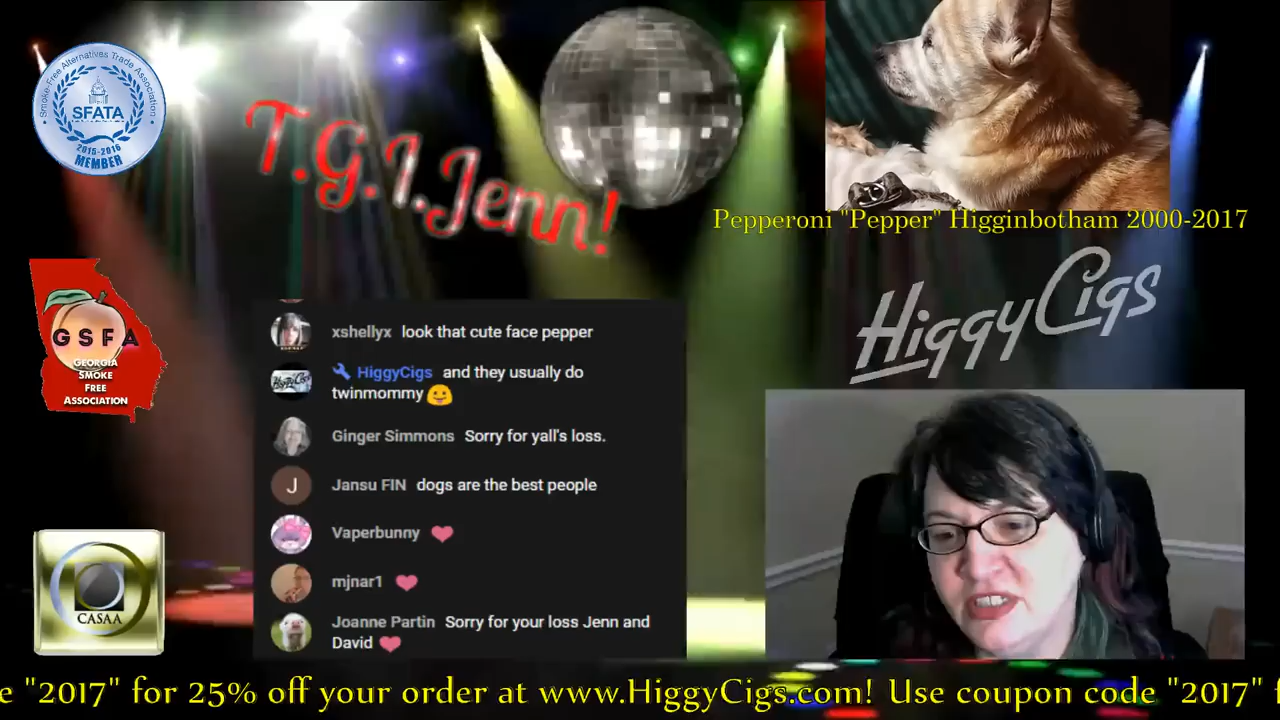 Smoke-Free Alternatives Trade Association
SFATA
2015-2016
MEMBER
T.G.I.Jenn!
Pepperoni "Pepper" Higginbotham 2000-2017
HiggyCigs
GSFA
GEORGIA
SMOKE
FREE
ASSOCIATION
xshellyx look that cute face pepper
HiggyCigs and they usually do
twinmommy 😀
Ginger Simmons Sorry for yall's loss.
J
Jansu FIN dogs are the best people
Vaperbunny ❤
mjnar1 ❤
Joanne Partin Sorry for your loss Jenn and
David ❤
CASAA
e "2017" for 25% off your order at www.HiggyCigs.com! Use coupon code "2017" f